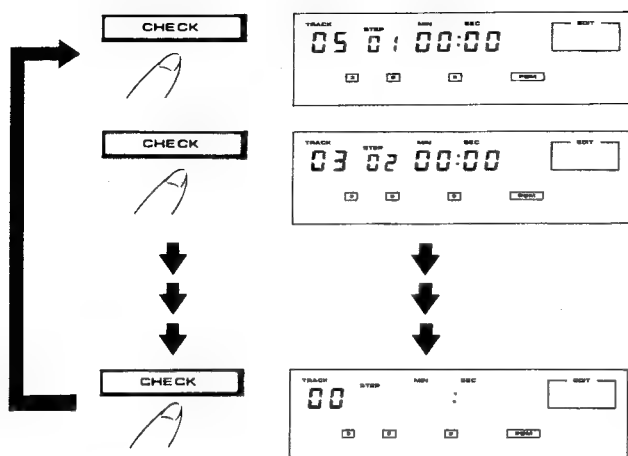 CHECK
TRACK STEP MIN SEC EDIT
05 01 00:00
PGM
CHECK
TRACK STEP MIN SEC EDIT
03 02 00:00
PGM
CHECK
TRACK STEP MIN SEC EDIT
00 :
PGM